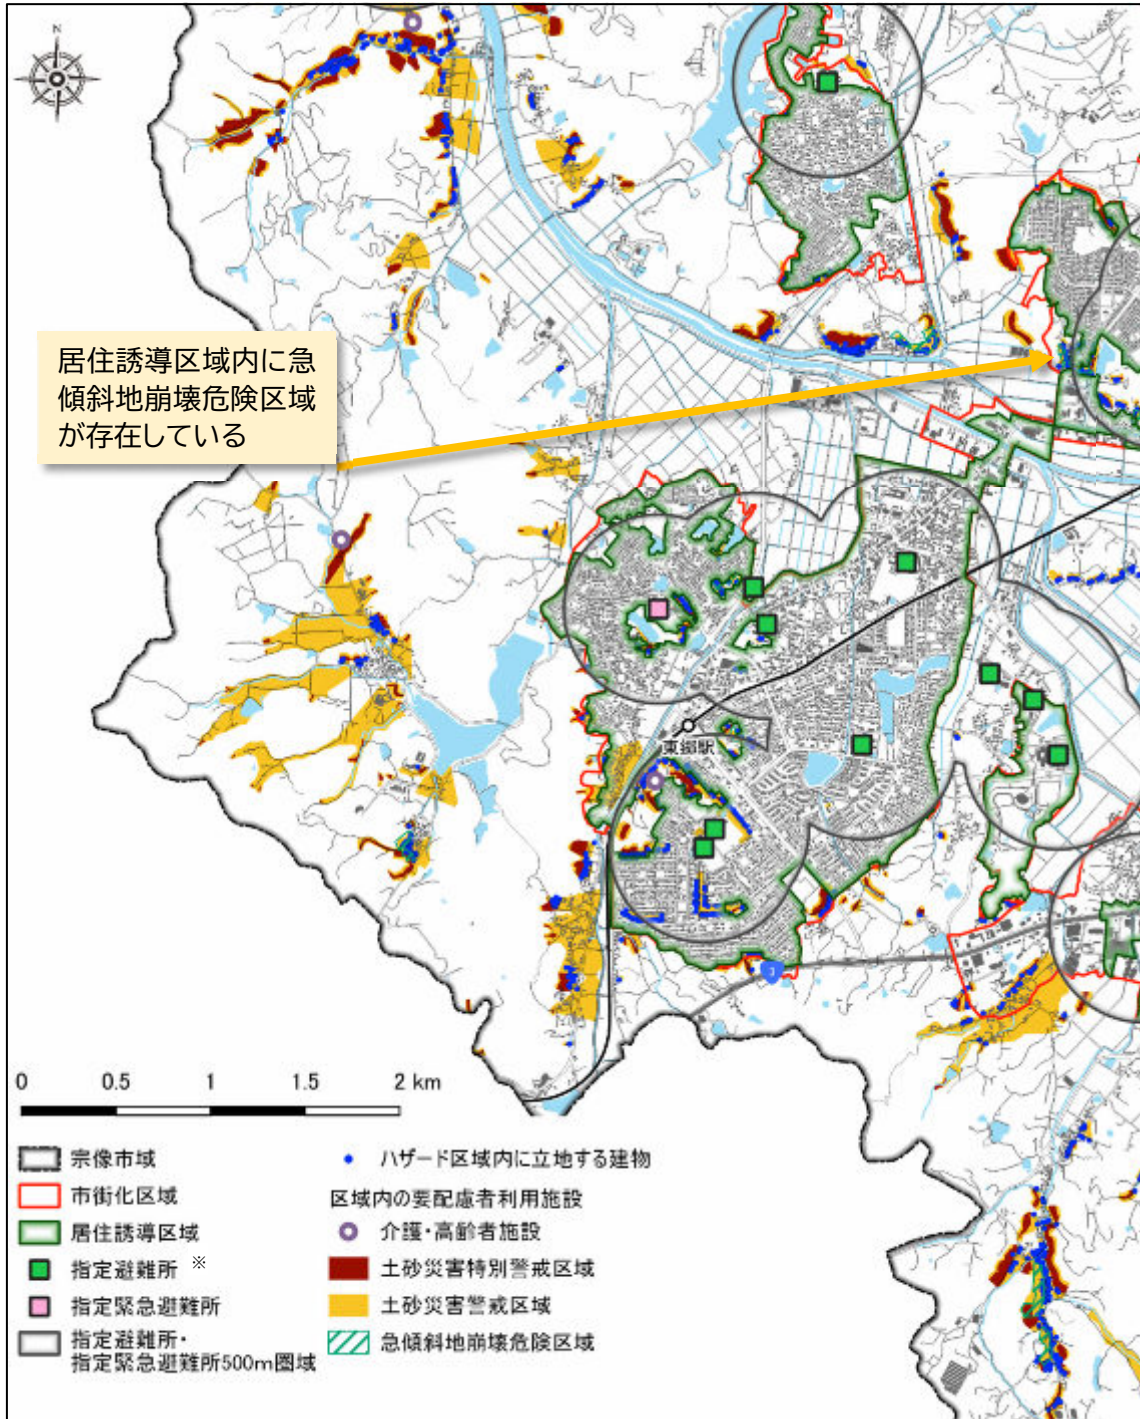 N
居住誘導区域内に急
傾斜地崩壊危険区域
が存在している
東郷駅
3
0 0.5 1 1.5 2 km
宗像市域
市街化区域
居住誘導区域
指定避難所 ※
指定緊急避難所
指定避難所・
指定緊急避難所500m圏域
ハザード区域内に立地する建物
区域内の要配慮者利用施設
介護・高齢者施設
土砂災害特別警戒区域
土砂災害警戒区域
急傾斜地崩壊危険区域